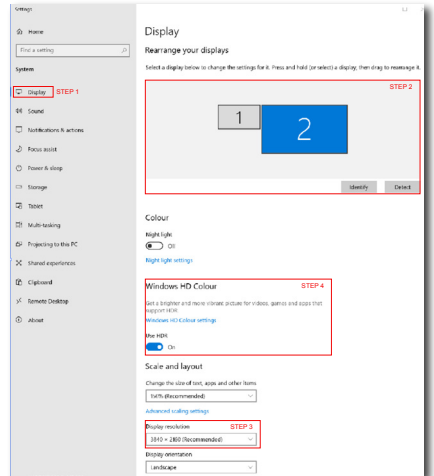 Settings
Home
Find a setting
System
Display STEP 1
Sound
Notifications & actions
Focus assist
Power & sleep
Storage
Tablet
Multi-tasking
Projecting to this PC
Shared experiences
Clipboard
Remote Desktop
About
Display
Rearrange your displays
Select a display below to change the settings for it. Press and hold (or select) a display, then drag to rearrange it.
STEP 2
1
2
Identify Detect
Colour
Night light
Off
Night light settings
Windows HD Colour STEP 4
Get a brighter and more vibrant picture for videos, games and apps that
support HDR.
Windows HD Colour settings
Use HDR
On
Scale and layout
Change the size of text, apps and other items
(Recommended)
Advanced scaling settings
Display resolution STEP 3
3840 × 2160 (Recommended)
Display orientation
Landscape